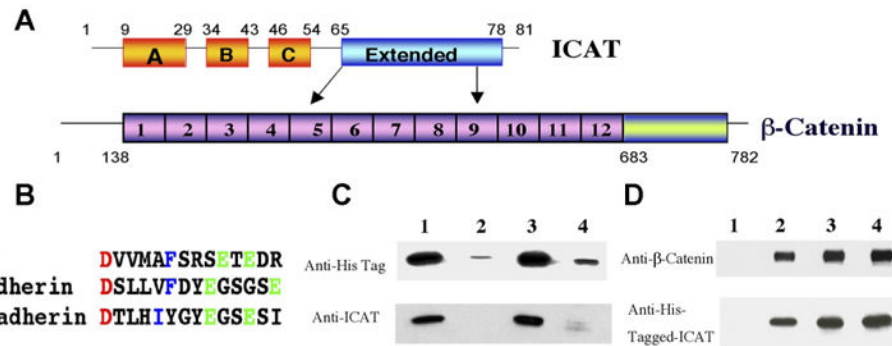 A
1 9 29 34 43 46 54 65 78 81
A B C Extended ICAT
1 2 3 4 5 6 7 8 9 10 11 12 β-Catenin
1 138 683 782
B
DVVMAFSRSETEDR
dherin DSLLVFDYEGSGSE
adherin DTLHIYGYEGSESI
C
1 2 3 4
Anti-His Tag
Anti-ICAT
D
1 2 3 4
Anti-β-Catenin
Anti-His-
Tagged-ICAT